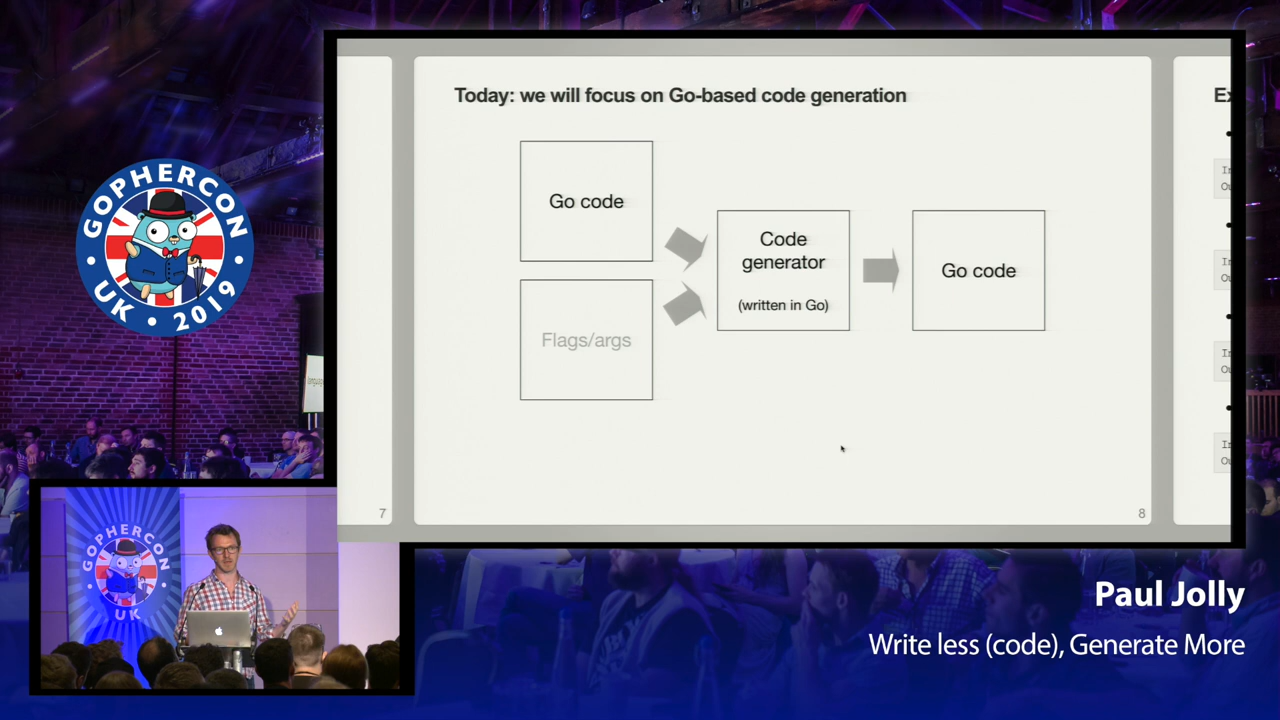 Today: we will focus on Go-based code generation
Go code
Flags/args
Code
generator
(written in Go)
Go code
7
8
GOPHERCON
UK • 2019
GOPHERCON
UK
Paul Jolly
Write less (code), Generate More